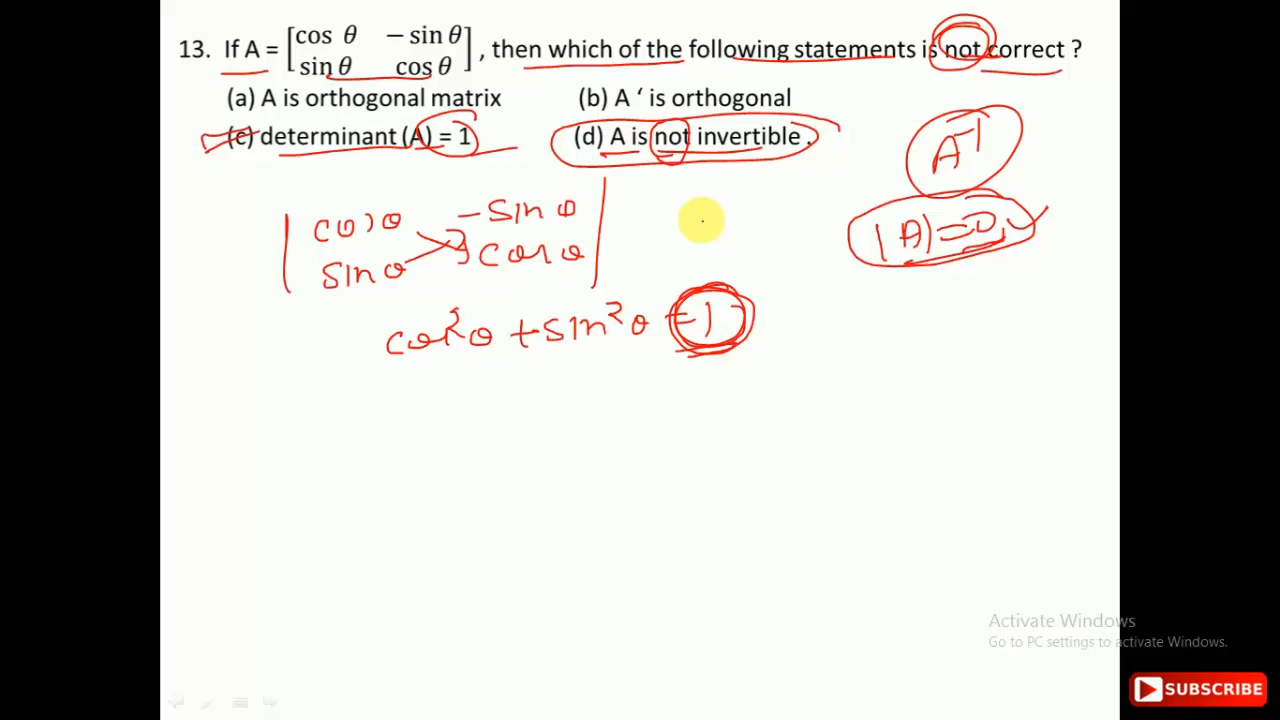 13. If A = [cos θ − sin θ
sin θ cos θ] , then which of the following statements is not correct ?
(a) A is orthogonal matrix (b) A ‘ is orthogonal
(c) determinant (A) = 1 (d) A is not invertible .
A⁻¹
| cos θ − sin θ |
sin θ cos θ
|A| = 0
cos²θ + sin²θ = 1
Activate Windows
Go to PC settings to activate Windows.
SUBSCRIBE